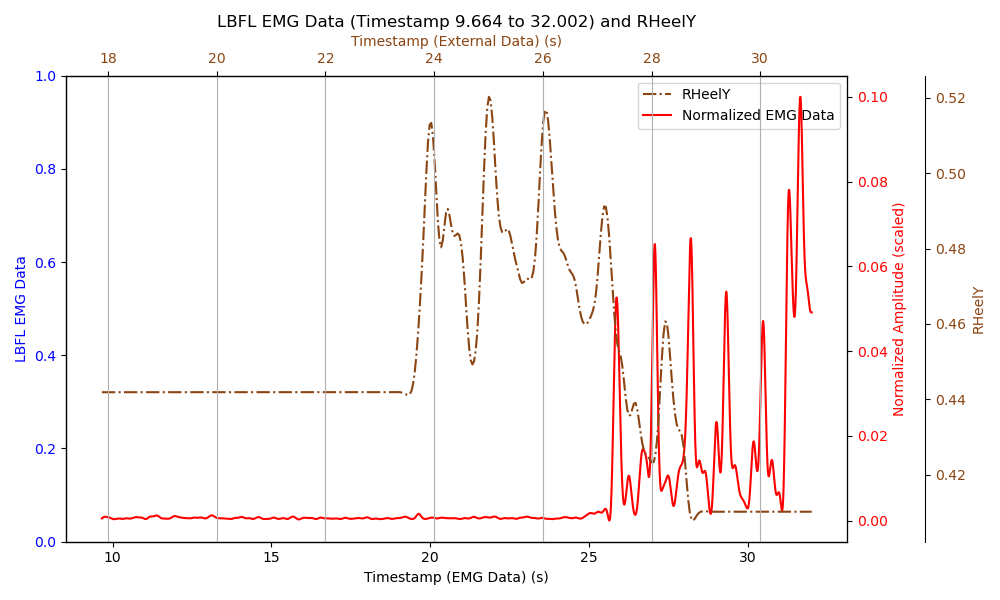 LBFL EMG Data (Timestamp 9.664 to 32.002) and RHeelY
Timestamp (External Data) (s)
18 20 22 24 26 28 30
RHeelY
Normalized EMG Data
1.0
0.8
0.6
0.4
0.2
0.0
LBFL EMG Data
0.10
0.08
0.06
0.04
0.02
0.00
Normalized Amplitude (scaled)
0.52
0.50
0.48
0.46
0.44
0.42
RHeelY
10 15 20 25 30
Timestamp (EMG Data) (s)